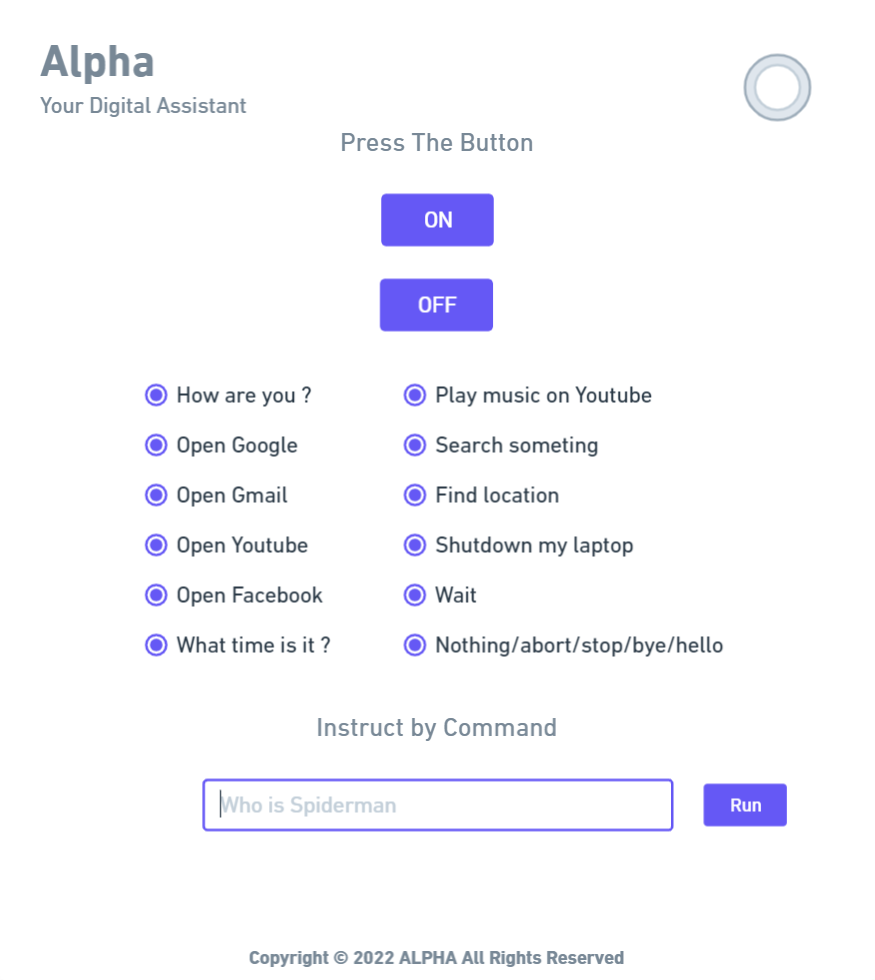 Alpha
Your Digital Assistant
Press The Button
ON
OFF
How are you ?
Open Google
Open Gmail
Open Youtube
Open Facebook
What time is it ?
Play music on Youtube
Search someting
Find location
Shutdown my laptop
Wait
Nothing/abort/stop/bye/hello
Instruct by Command
Who is Spiderman
Run
Copyright © 2022 ALPHA All Rights Reserved